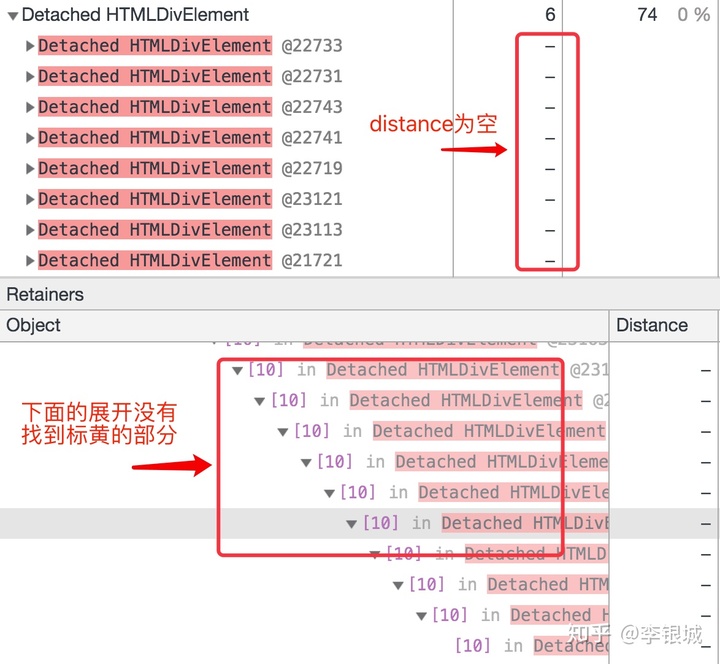 Detached HTMLDivElement 6 74 0 %
Detached HTMLDivElement @22733 –
Detached HTMLDivElement @22731 –
Detached HTMLDivElement @22743 –
distance为空
Detached HTMLDivElement @22741 –
Detached HTMLDivElement @22719 –
Detached HTMLDivElement @23121 –
Detached HTMLDivElement @23113 –
Detached HTMLDivElement @21721 –
Retainers
Object Distance
[10] in Detached HTMLDivElement
[10] in Detached HTMLDivElement @231 –
[10] in Detached HTMLDivElement @2 –
下面的展开没有
找到标黄的部分
[10] in Detached HTMLDivElement –
[10] in Detached HTMLDivEleme –
[10] in Detached HTMLDivEle –
[10] in Detached HTMLDivE –
[10] in Detached HTMLD –
[10] in Detached HTM –
[10] in Detached H –
[10] in Detached –
知乎 @李银城